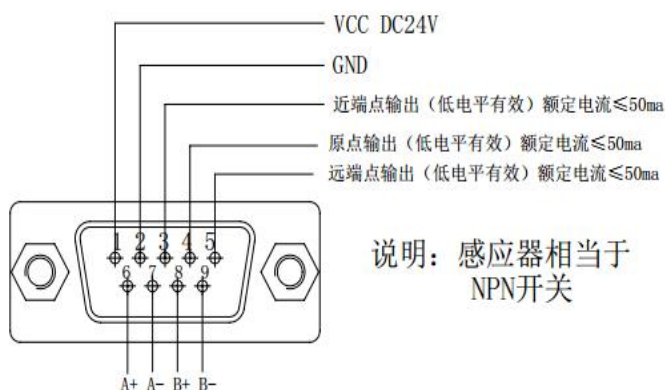 VCC DC24V
GND
近端点输出（低电平有效）额定电流≤50ma
原点输出（低电平有效）额定电流≤50ma
远端点输出（低电平有效）额定电流≤50ma
1 2 3 4 5
6 7 8 9
说明：感应器相当于
NPN开关
A+ A- B+ B-